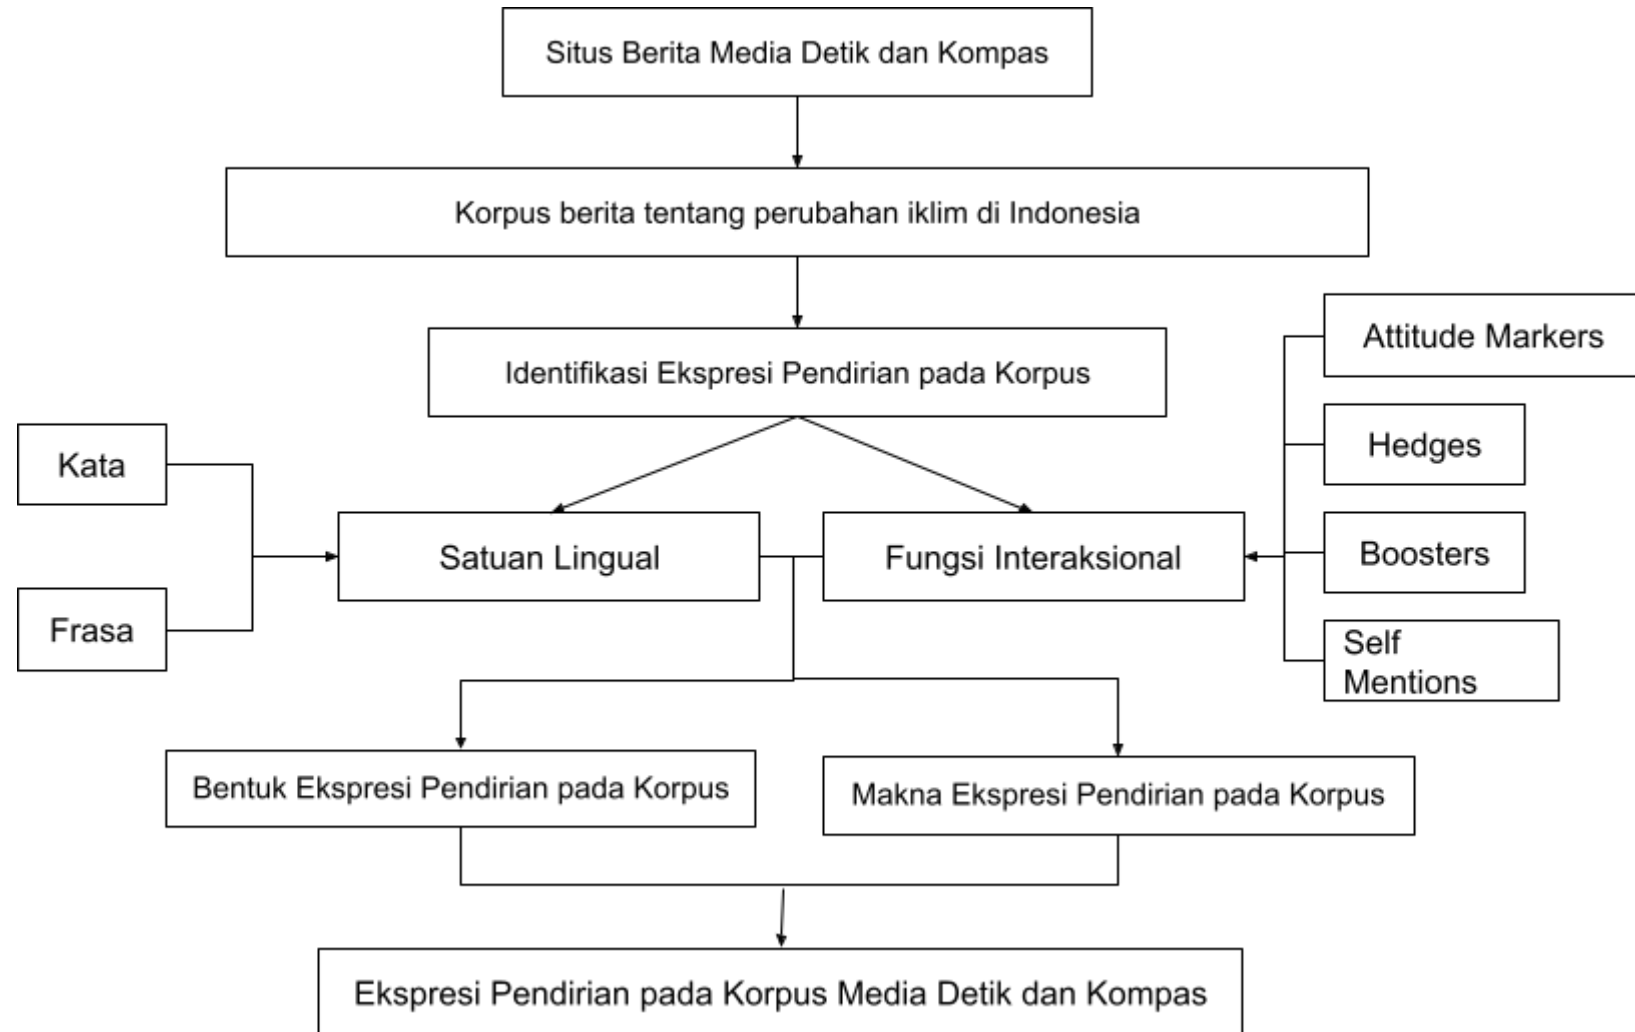 Situs Berita Media Detik dan Kompas
Korpus berita tentang perubahan iklim di Indonesia
Identifikasi Ekspresi Pendirian pada Korpus
Attitude Markers
Hedges
Boosters
Self
Mentions
Kata
Frasa
Satuan Lingual
Fungsi Interaksional
Bentuk Ekspresi Pendirian pada Korpus
Makna Ekspresi Pendirian pada Korpus
Ekspresi Pendirian pada Korpus Media Detik dan Kompas